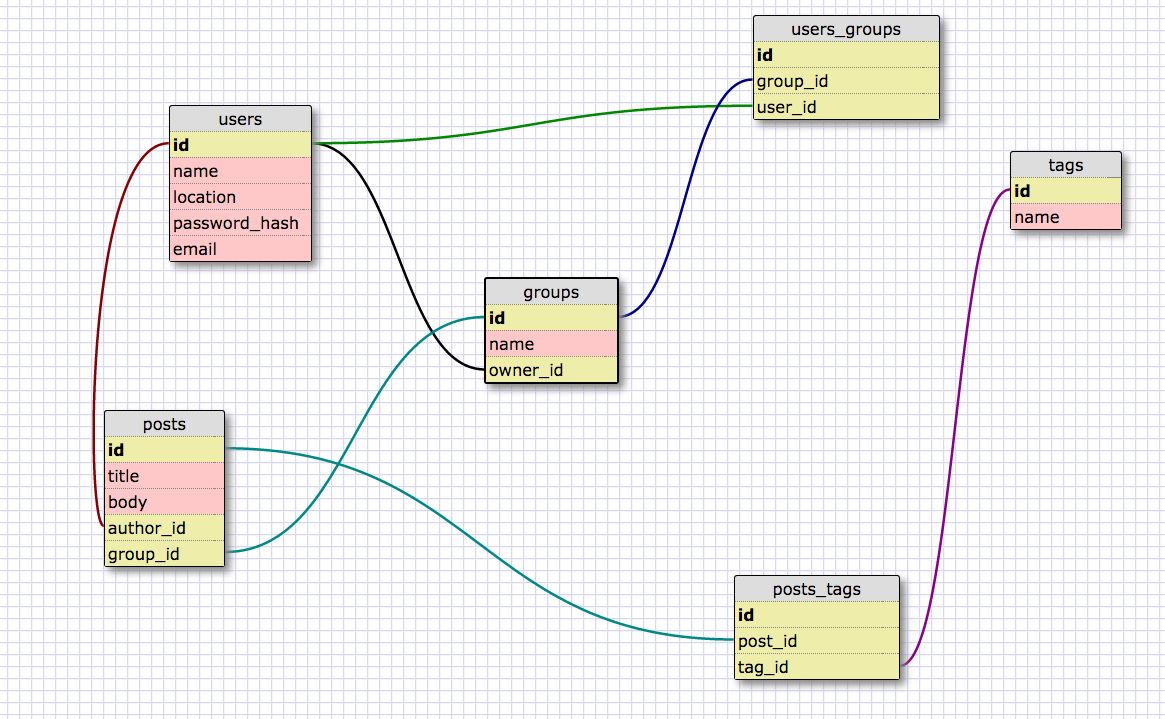 users_groups
id
group_id
user_id
users
id
name
location
password_hash
email
tags
id
name
groups
id
name
owner_id
posts
id
title
body
author_id
group_id
posts_tags
id
post_id
tag_id